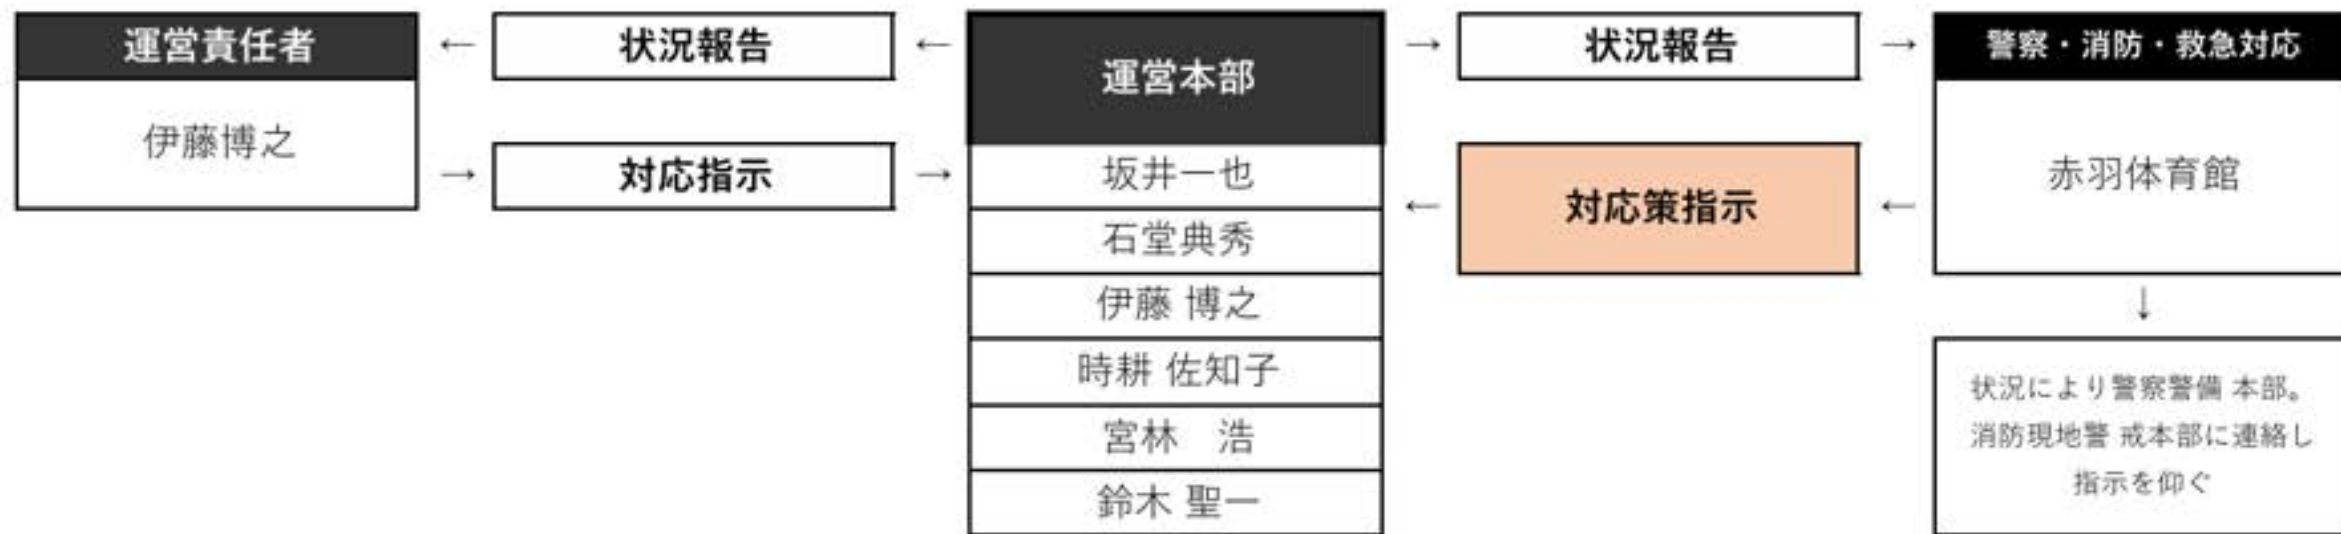 運営責任者
伊藤博之
← 状況報告 ←
→ 対応指示 →
運営本部
坂井一也
石堂典秀
伊藤 博之
時耕 佐知子
宮林　浩
鈴木 聖一
→ 状況報告 →
← 対応策指示 ←
警察・消防・救急対応
赤羽体育館
↓
状況により警察警備 本部。
消防現地警 戒本部に連絡し
指示を仰ぐ